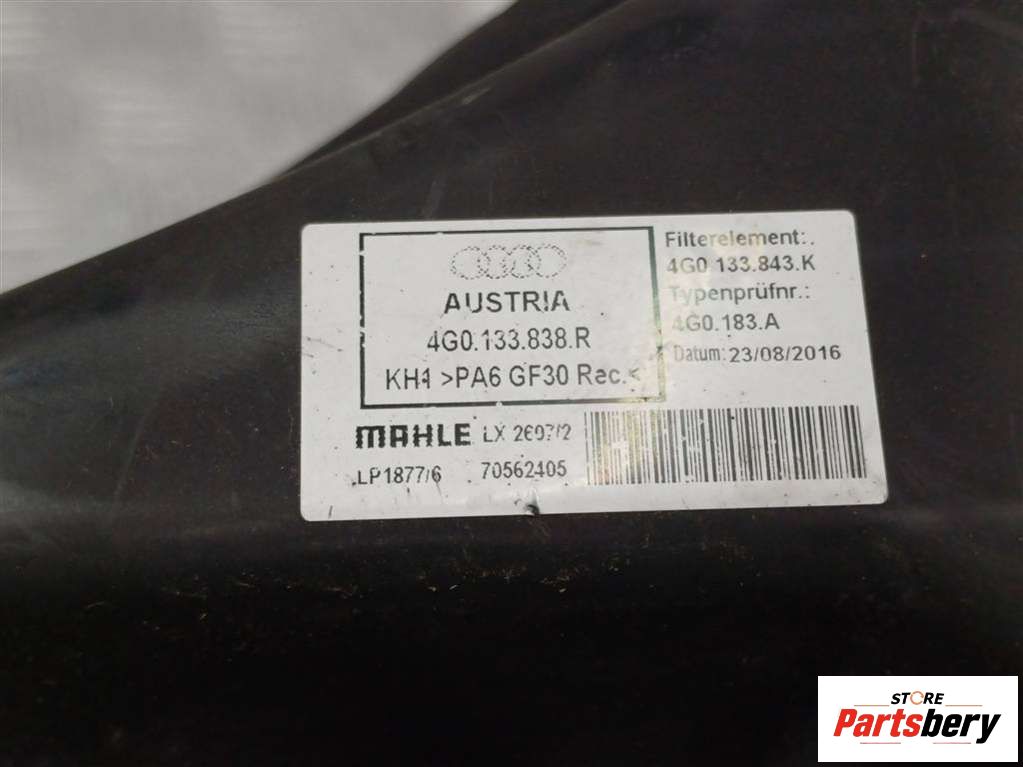 AUSTRIA
4G0.133.838.R
KH1 >PA6 GF30 Rec.<
Filterelement:.
4G0 133.843.K
Typenprüfnr.:
4G0.183.A
Datum: 23/08/2016
MAHLE LX 2607/2
LP1877/6 70562405
STORE
Partsbery